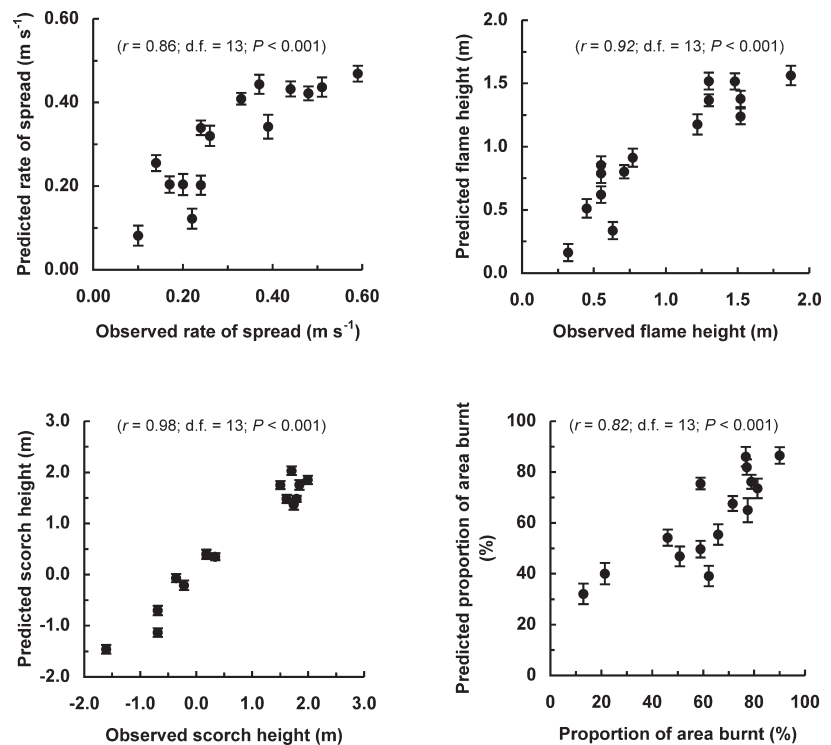 0.60
(r = 0.86; d.f. = 13; P < 0.001)
0.40
0.20
0.00
0.00 0.20 0.40 0.60
Predicted rate of spread (m s-1)
Observed rate of spread (m s-1)
2.0
(r = 0.92; d.f. = 13; P < 0.001)
1.5
1.0
0.5
0.0
0.0 0.5 1.0 1.5 2.0
Predicted flame height (m)
Observed flame height (m)
3.0
(r = 0.98; d.f. = 13; P < 0.001)
2.0
1.0
0.0
-1.0
-2.0
-2.0 -1.0 0.0 1.0 2.0 3.0
Predicted scorch height (m)
Observed scorch height (m)
100
(r = 0.82; d.f. = 13; P < 0.001)
80
60
40
20
0
0 20 40 60 80 100
Predicted proportion of area burnt
(%)
Proportion of area burnt (%)